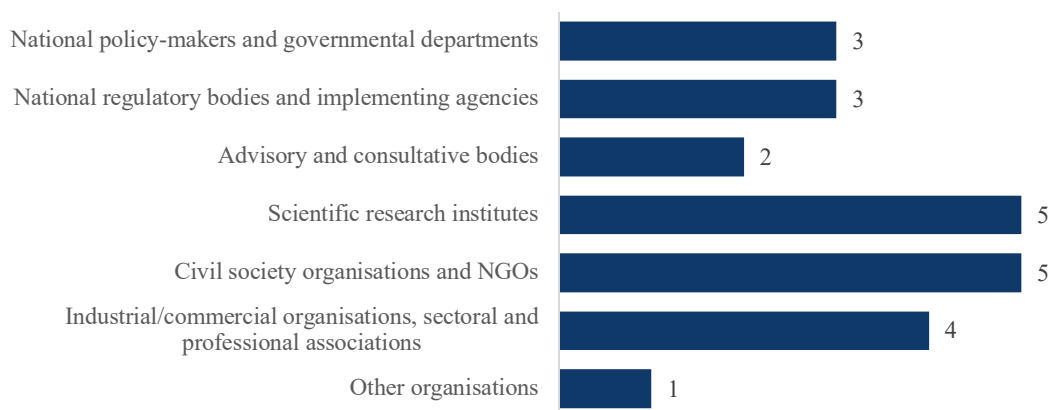 National policy-makers and governmental departments 3
National regulatory bodies and implementing agencies 3
Advisory and consultative bodies 2
Scientific research institutes 5
Civil society organisations and NGOs 5
Industrial/commercial organisations, sectoral and
professional associations 4
Other organisations 1